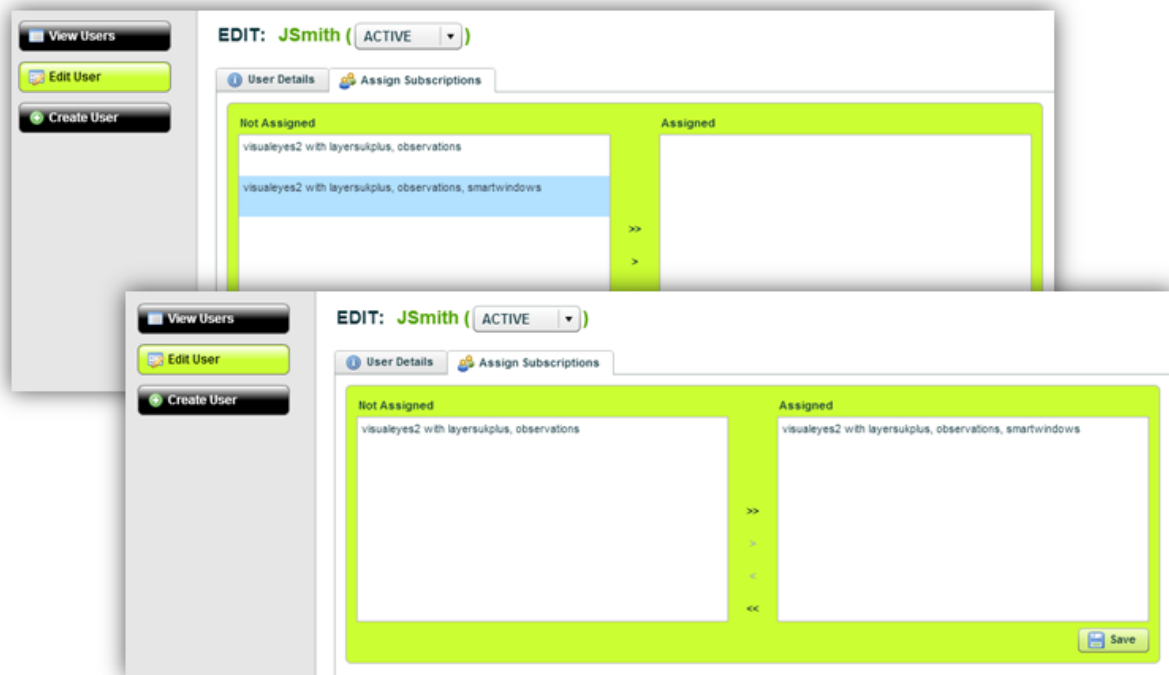 View Users
Edit User
Create User
EDIT: JSmith ( ACTIVE )
User Details Assign Subscriptions
Not Assigned Assigned
visualeyes2 with layersukplus, observations
visualeyes2 with layersukplus, observations, smartwindows
>>
>
View Users
Edit User
Create User
EDIT: JSmith ( ACTIVE )
User Details Assign Subscriptions
Not Assigned Assigned
visualeyes2 with layersukplus, observations visualeyes2 with layersukplus, observations, smartwindows
>>
>
<
<<
Save